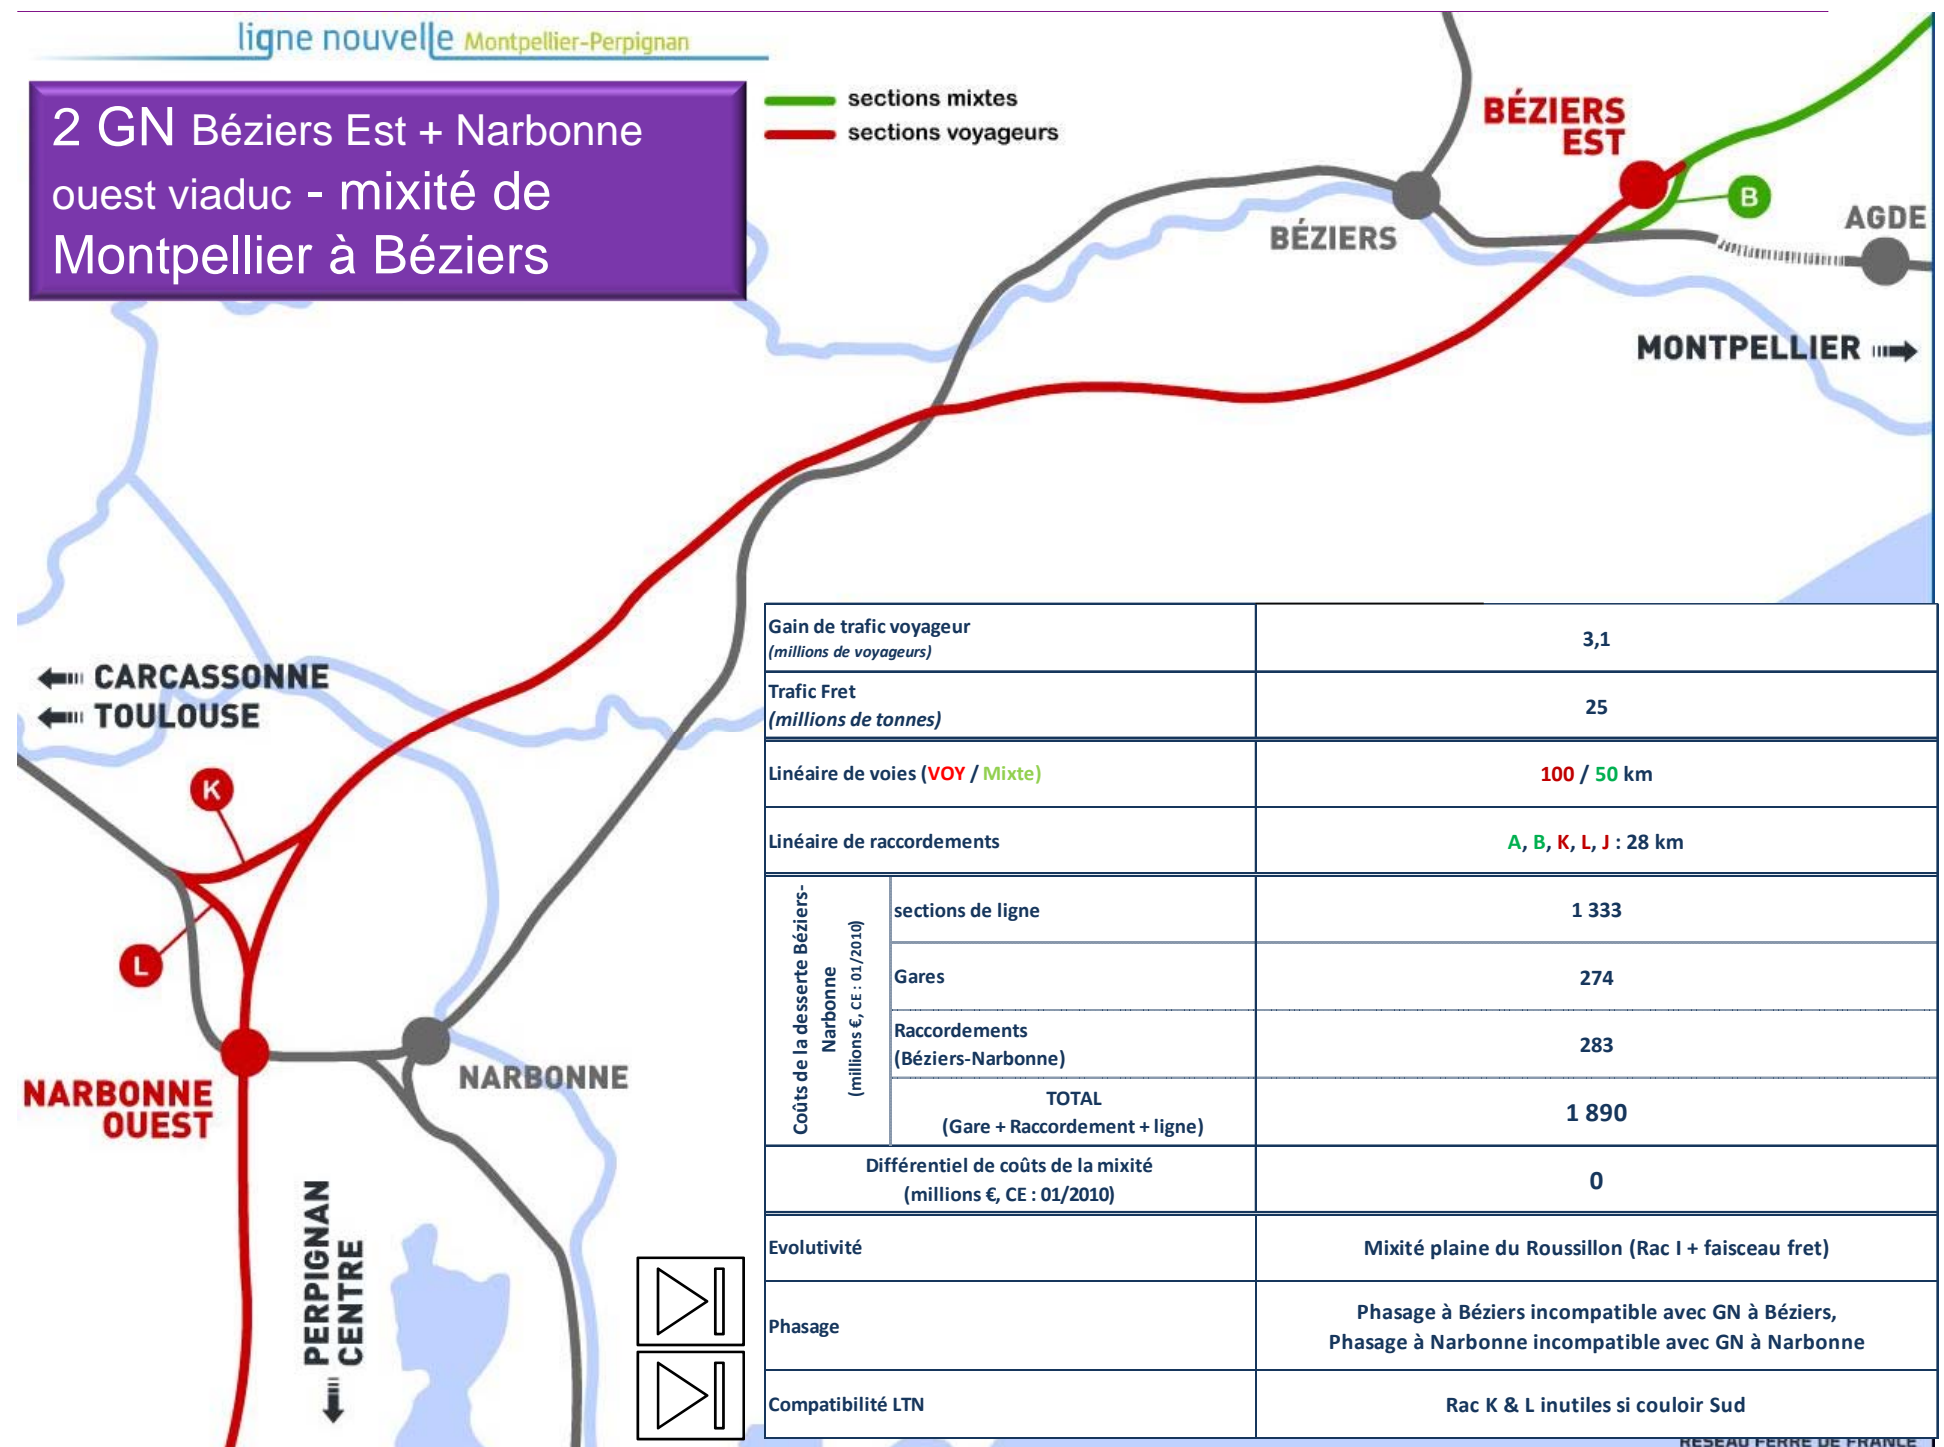 ligne nouvelle Montpellier-Perpignan
2 GN Béziers Est + Narbonne
ouest viaduc - mixité de
Montpellier à Béziers
sections mixtes
sections voyageurs
BÉZIERS
EST
B
AGDE
BÉZIERS
MONTPELLIER
CARCASSONNE
TOULOUSE
K
L
NARBONNE
OUEST
NARBONNE
PERPIGNAN
CENTRE
Gain de trafic voyageur
(millions de voyageurs)
3,1
Trafic Fret
(millions de tonnes)
25
Linéaire de voies (VOY / Mixte)
100 / 50 km
Linéaire de raccordements
A, B, K, L, J : 28 km
Coûts de la desserte Béziers-
Narbonne
(millions €, CE : 01/2010)
sections de ligne
1 333
Gares
274
Raccordements
(Béziers-Narbonne)
283
TOTAL
(Gare + Raccordement + ligne)
1 890
Différentiel de coûts de la mixité
(millions €, CE : 01/2010)
0
Evolutivité
Mixité plaine du Roussillon (Rac I + faisceau fret)
Phasage
Phasage à Béziers incompatible avec GN à Béziers,
Phasage à Narbonne incompatible avec GN à Narbonne
Compatibilité LTN
Rac K & L inutiles si couloir Sud
RESEAU FERRE DE FRANCE